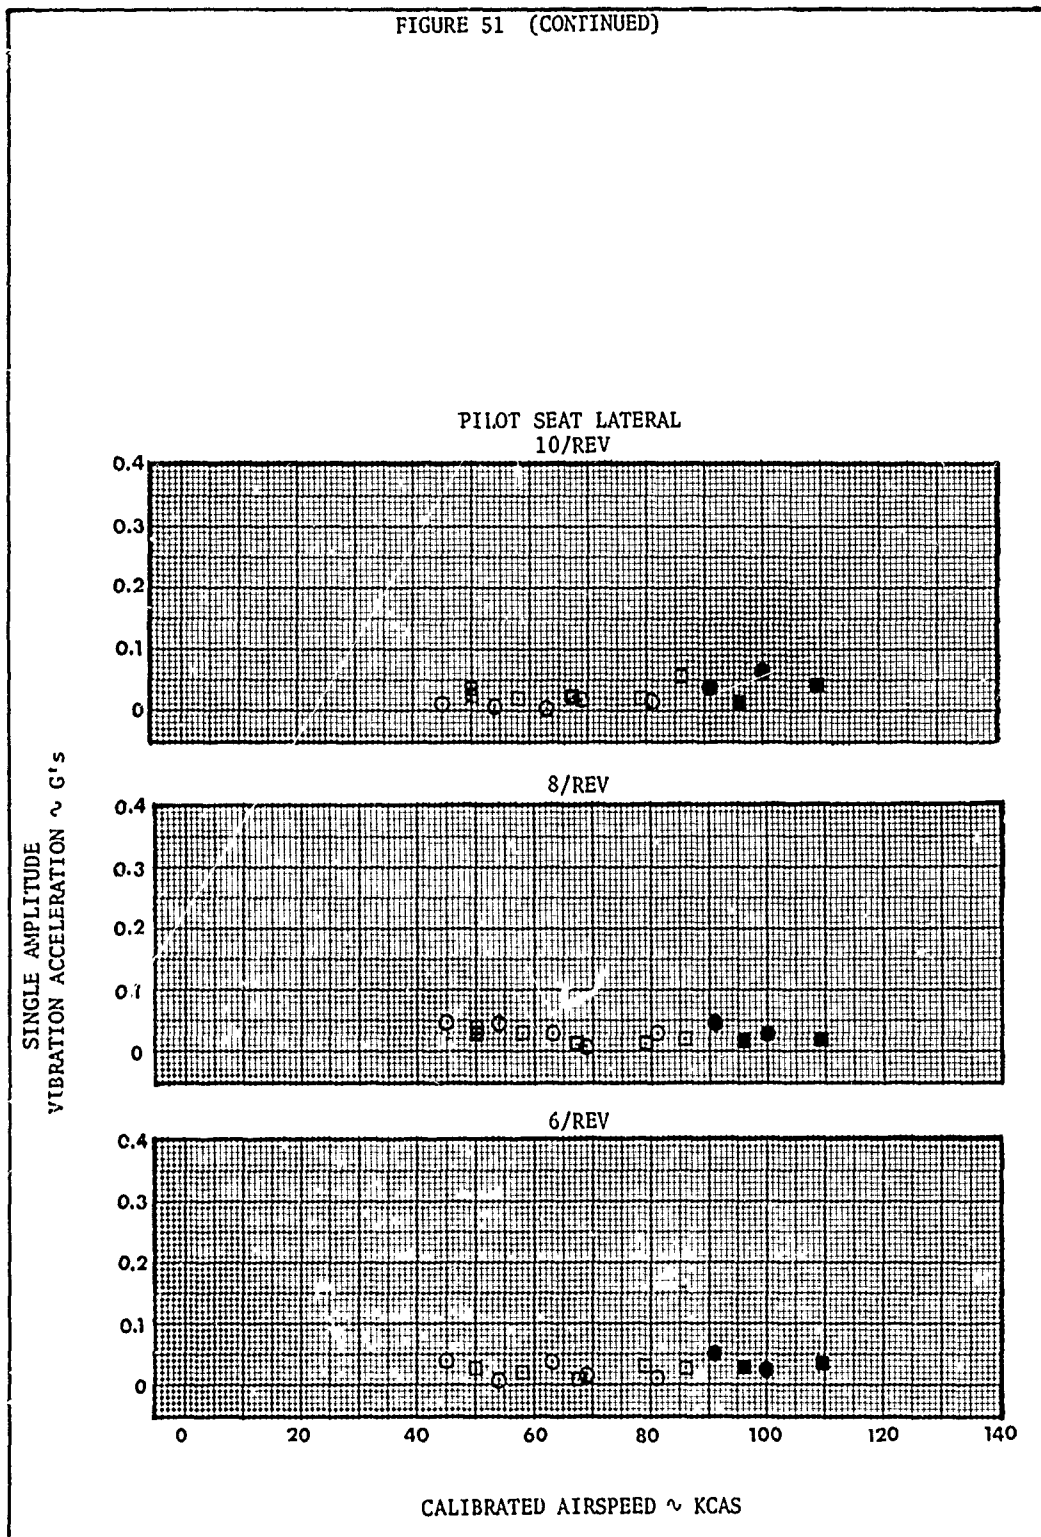 FIGURE 51 (CONTINUED)
PILOT SEAT LATERAL
10/REV
0.4
0.3
0.2
0.1
0
8/REV
0.4
0.3
0.2
0.1
0
6/REV
0.4
0.3
0.2
0.1
0
0 20 40 60 80 100 120 140
SINGLE AMPLITUDE
VIBRATION ACCELERATION ~ G's
CALIBRATED AIRSPEED ~ KCAS